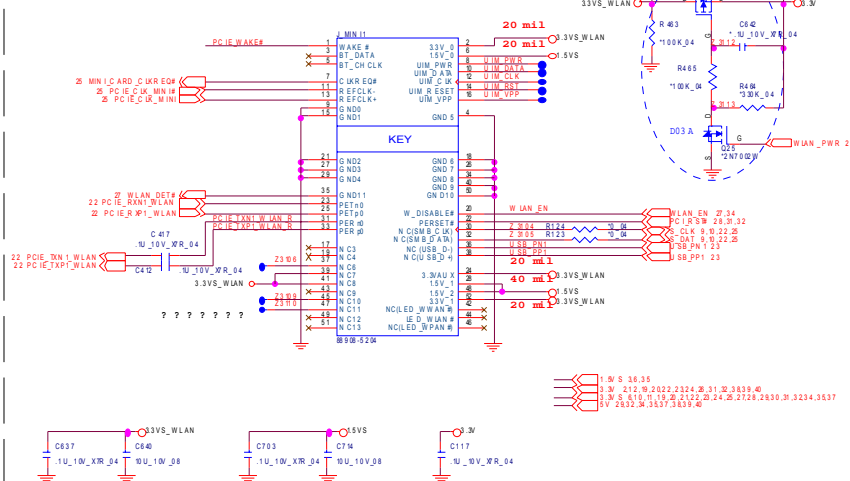 3.3VS_WLAN
3.3V
R463
*100K_04
Z3112
C642
*.1U_10V_X7R_04
R465
*100K_04
R464
*330K_04
Z3113
D03A
Q25
*2N7002W
G
D
S
G
WLAN_PWR 2
J_MINI1
PCIE_WAKE#
1 WAKE#
3 BT_DATA
5 BT_CHCLK
25 MINI_CARD_CLKREQ# 7 CLKREQ#
25 PCIE_CLK_MINI# 11 REFCLK-
25 PCIE_CLK_MINI 13 REFCLK+
9 GND0
15 GND1
20 mil
3.3V_0 2 3.3VS_WLAN
20 mil
1.5V_0 6 1.5VS
UIM_PWR 8 UIM_PWR
UIM_DATA 10 UIM_DATA
UIM_CLK 12 UIM_CLK
UIM_RESET 14 UIM_RST
UIM_VPP 16 UIM_VPP
GND5 4
KEY
21 GND2
27 GND3
29 GND4
GND6 18
GND7 26
GND8 34
GND9 40
GND10 50
27 WLAN_DET# 35 GND11
22 PCIE_RXN1_WLAN 23 PETn0
22 PCIE_RXP1_WLAN 25 PETp0
PCIE_TXN1_WLAN_R 31 PERn0
PCIE_TXP1_WLAN_R 33 PERp0
C417
.1U_10V_X7R_04
22 PCIE_TXN1_WLAN
22 PCIE_TXP1_WLAN
C412 .1U_10V_X7R_04
17 NC3
19 NC4
Z3106 37 NC6
39 NC7
3.3VS_WLAN 41 NC8
43 NC9
Z3109 45 NC10
Z3110 47 NC11
49 NC12
51 NC13
? ? ? ? ? ? ?
88908-5204
W_DISABLE# 20 WLAN_EN WLAN_EN 27,34
PERSET# 22 PCIRST# 28,31,32
NC(SMB_CLK) 30 Z3104 R124 *0_04 S_CLK 9,10,22,25
NC(SMB_DATA) 32 Z3105 R123 *0_04 S_DAT 9,10,22,25
NC(USB_D-) 36 USB_PN1 USB_PN1 23
NC(USB_D+) 38 USB_PP1 USB_PP1 23
20 mil
3.3VAUX 24 3.3VS_WLAN
40 mil
1.5V_1 28
1.5V_2 48 1.5VS
3.3V_1 52 3.3VS_WLAN
20 mil
NC(LED_WWAN#) 42
LED_WLAN# 44
NC(LED_WPAN#) 46
1.5VS 3,6,35
3.3V 2,12,19,20,22,23,24,26,31,32,38,39,40
3.3VS 6,10,11,19,20,21,22,23,24,25,27,28,29,30,31,32,34,35,37
5V 29,32,34,35,37,38,39,40
3.3VS_WLAN
C637
.1U_10V_X7R_04
C640
10U_10V_08
1.5VS
C703
.1U_10V_X7R_04
C714
10U_10V_08
3.3V
C117
.1U_10V_X7R_04